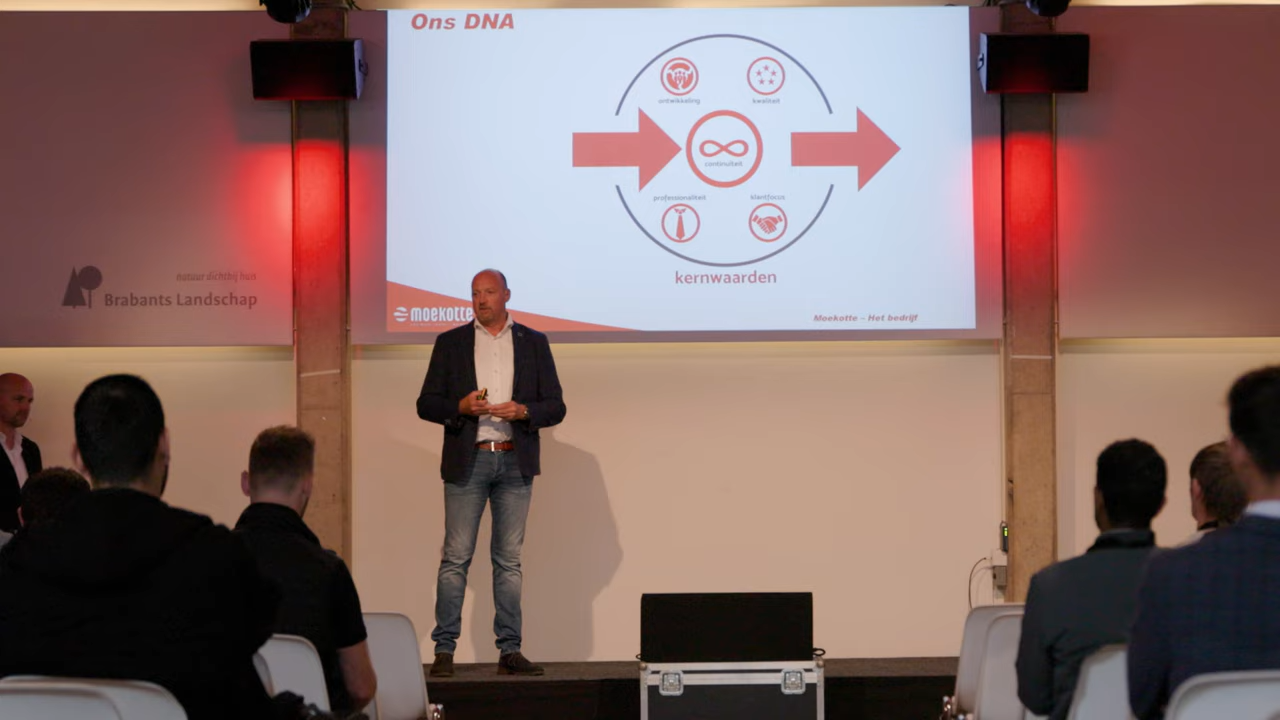 Ons DNA
ontwikkeling
kwaliteit
continuïteit
professionaliteit
klantfocus
kernwaarden
moekotte
Moekotte – Het bedrijf
natuur dichtbij huis
Brabants Landschap